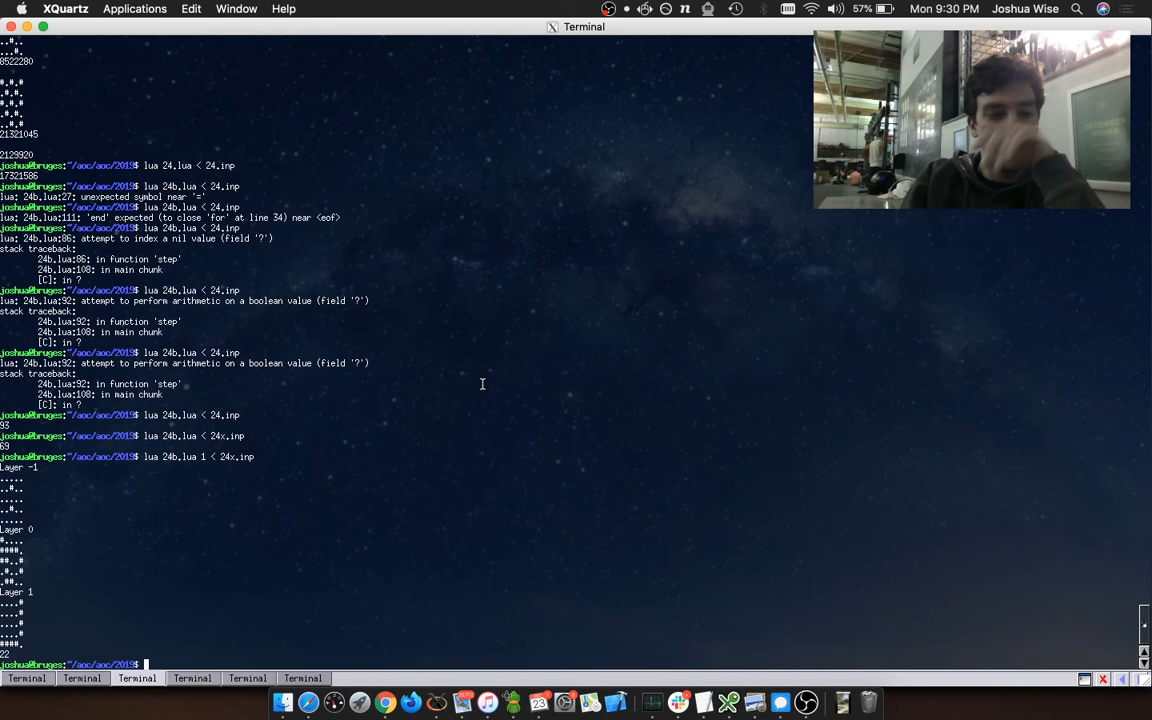 XQuartz Applications Edit Window Help 57% Mon 9:30 PM Joshua Wise
Terminal
..#..
...#.
8522280
#.#.#
.#.#.
#.#.#
.#.#.
..#.#
21321045
2129920
joshua@bruges:~/aoc/aoc/2019$ lua 24.lua < 24.inp
17321586
joshua@bruges:~/aoc/aoc/2019$ lua 24b.lua < 24.inp
lua: 24b.lua:27: unexpected symbol near '='
joshua@bruges:~/aoc/aoc/2019$ lua 24b.lua < 24.inp
lua: 24b.lua:111: 'end' expected (to close 'for' at line 34) near <eof>
joshua@bruges:~/aoc/aoc/2019$ lua 24b.lua < 24.inp
lua: 24b.lua:86: attempt to index a nil value (field '?')
stack traceback:
24b.lua:86: in function 'step'
24b.lua:108: in main chunk
[C]: in ?
joshua@bruges:~/aoc/aoc/2019$ lua 24b.lua < 24.inp
lua: 24b.lua:92: attempt to perform arithmetic on a boolean value (field '?')
stack traceback:
24b.lua:92: in function 'step'
24b.lua:108: in main chunk
[C]: in ?
joshua@bruges:~/aoc/aoc/2019$ lua 24b.lua < 24.inp
lua: 24b.lua:92: attempt to perform arithmetic on a boolean value (field '?')
stack traceback:
24b.lua:92: in function 'step'
24b.lua:108: in main chunk
[C]: in ?
joshua@bruges:~/aoc/aoc/2019$ lua 24b.lua < 24.inp
93
joshua@bruges:~/aoc/aoc/2019$ lua 24b.lua < 24x.inp
69
joshua@bruges:~/aoc/aoc/2019$ lua 24b.lua 1 < 24x.inp
Layer -1
.....
..#..
.....
..#..
.....
Layer 0
#....
####.
##..#
.#..#
.##..
Layer 1
....#
....#
....#
....#
####.
22
joshua@bruges:~/aoc/aoc/2019$
Terminal Terminal Terminal Terminal Terminal Terminal